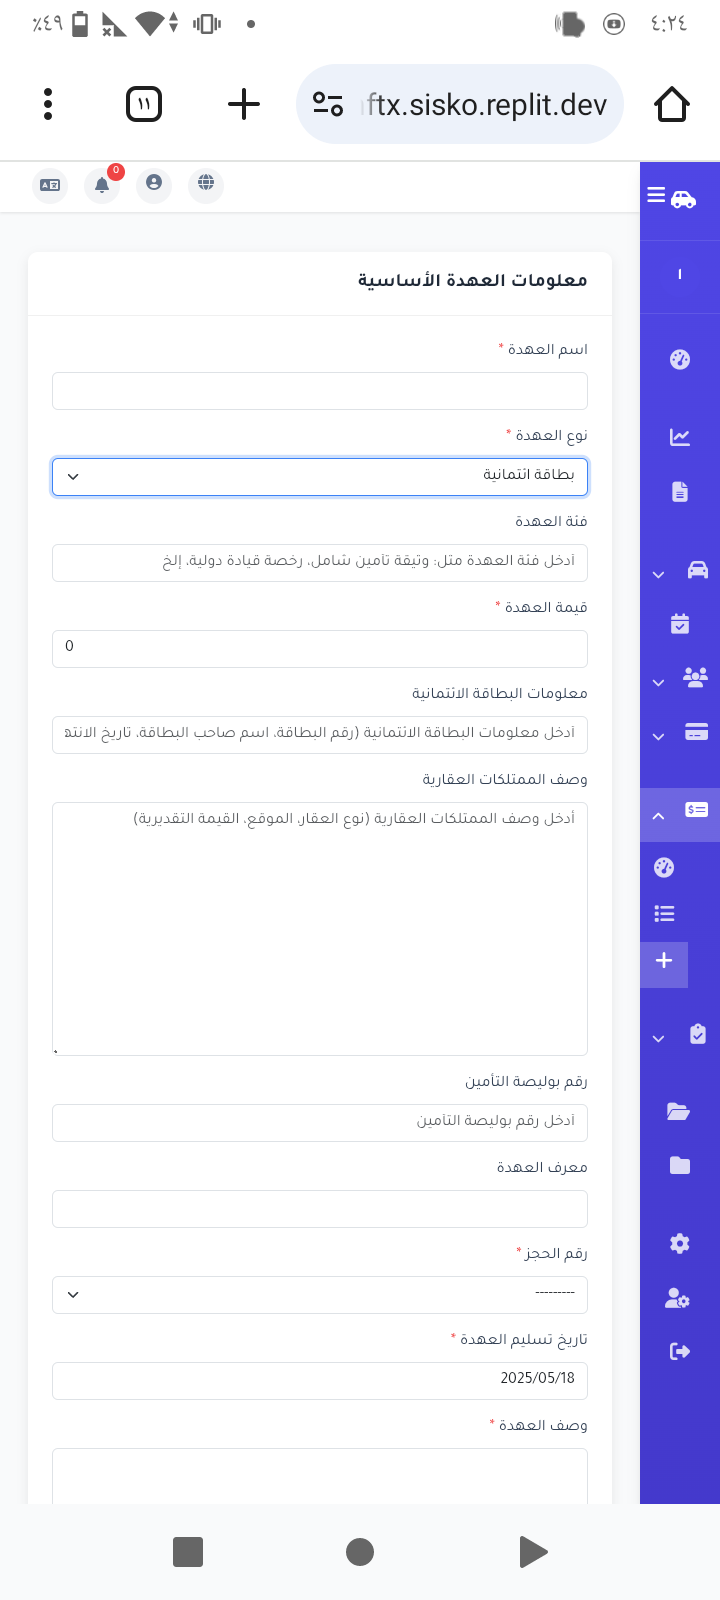 ٤:٢٤
٪٤٩
١١
ftx.sisko.replit.dev
0
ا
معلومات العهدة الأساسية
اسم العهدة *
نوع العهدة *
بطاقة ائتمانية
فئة العهدة
أدخل فئة العهدة مثل: وثيقة تأمين شامل، رخصة قيادة دولية، إلخ
قيمة العهدة *
0
معلومات البطاقة الائتمانية
أدخل معلومات البطاقة الائتمانية (رقم البطاقة، اسم صاحب البطاقة، تاريخ الانته
وصف الممتلكات العقارية
أدخل وصف الممتلكات العقارية (نوع العقار، الموقع، القيمة التقديرية)
رقم بوليصة التأمين
أدخل رقم بوليصة التأمين
معرف العهدة
رقم الحجز *
---------
تاريخ تسليم العهدة *
2025/05/18
وصف العهدة *